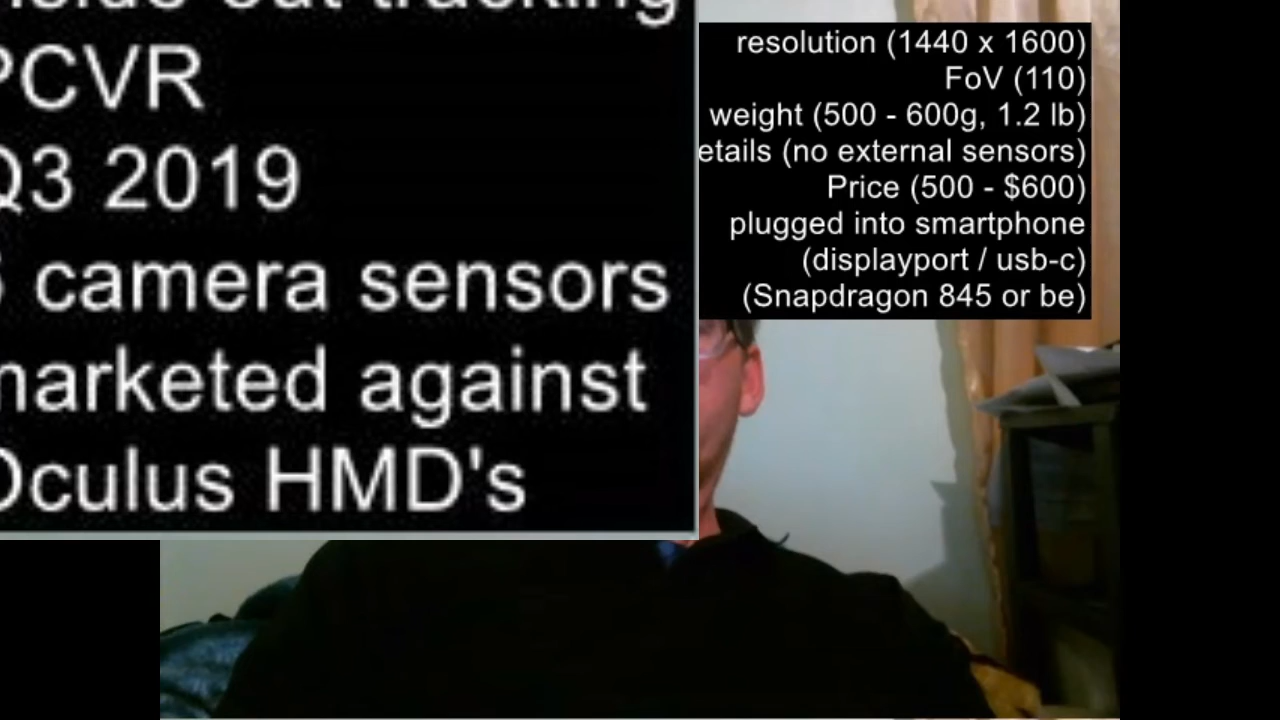 tracking
PCVR
Q3 2019
camera sensors
marketed against
Oculus HMD's
resolution (1440 x 1600)
FoV (110)
weight (500 - 600g, 1.2 lb)
etails (no external sensors)
Price (500 - $600)
plugged into smartphone
(displayport / usb-c)
(Snapdragon 845 or be)